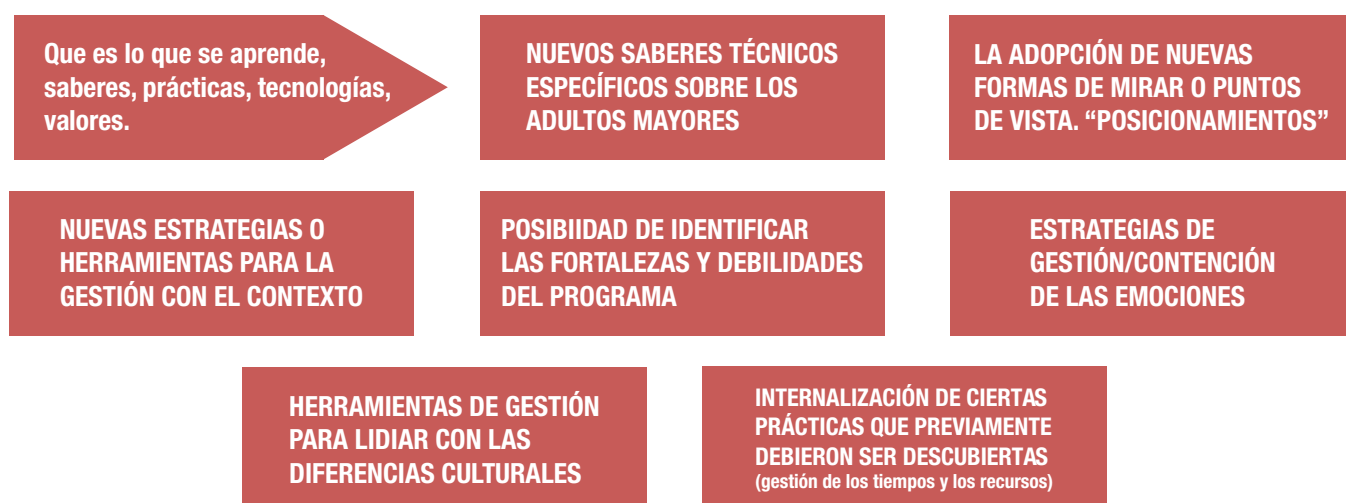 Que es lo que se aprende,
saberes, prácticas, tecnologías,
valores.
NUEVOS SABERES TÉCNICOS
ESPECÍFICOS SOBRE LOS
ADULTOS MAYORES
LA ADOPCIÓN DE NUEVAS
FORMAS DE MIRAR O PUNTOS
DE VISTA. “POSICIONAMIENTOS”
NUEVAS ESTRATEGIAS O
HERRAMIENTAS PARA LA
GESTIÓN CON EL CONTEXTO
POSIBIIDAD DE IDENTIFICAR
LAS FORTALEZAS Y DEBILIDADES
DEL PROGRAMA
ESTRATEGIAS DE
GESTIÓN/CONTENCIÓN
DE LAS EMOCIONES
HERRAMIENTAS DE GESTIÓN
PARA LIDIAR CON LAS
DIFERENCIAS CULTURALES
INTERNALIZACIÓN DE CIERTAS
PRÁCTICAS QUE PREVIAMENTE
DEBIERON SER DESCUBIERTAS
(gestión de los tiempos y los recursos)